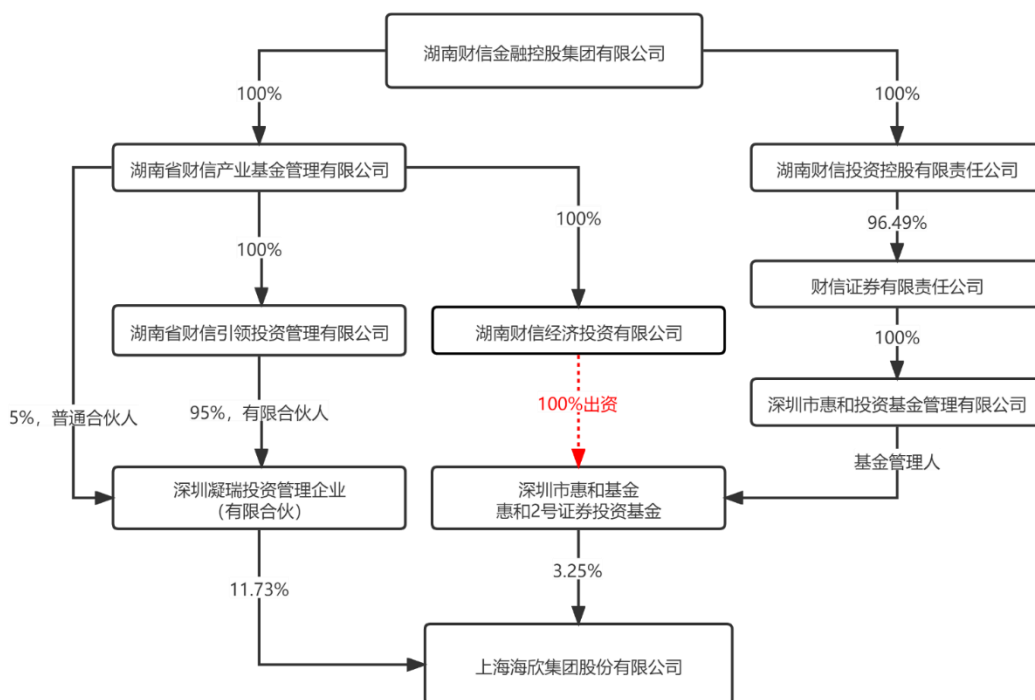 湖南财信金融控股集团有限公司
100%
100%
湖南省财信产业基金管理有限公司
湖南财信投资控股有限责任公司
100%
100%
96.49%
财信证券有限责任公司
湖南省财信引领投资管理有限公司
湖南财信经济投资有限公司
100%
5%，普通合伙人
95%，有限合伙人
100%出资
深圳市惠和投资基金管理有限公司
基金管理人
深圳凝瑞投资管理企业
（有限合伙）
深圳市惠和基金
惠和2号证券投资基金
11.73%
3.25%
上海海欣集团股份有限公司